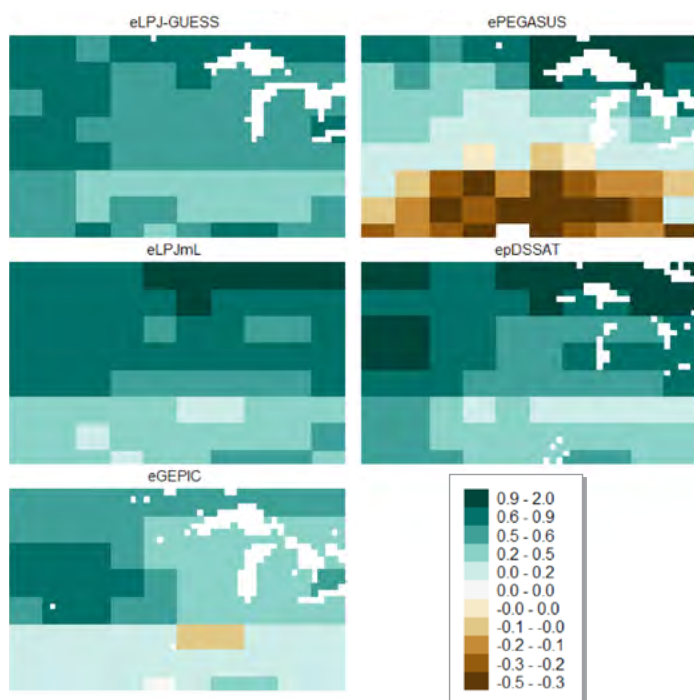 eLPJ-GUESS
ePEGASUS
eLPJmL
epDSSAT
eGEPIC
0.9 - 2.0
0.6 - 0.9
0.5 - 0.6
0.2 - 0.5
0.0 - 0.2
0.0 - 0.0
-0.0 - 0.0
-0.1 - -0.0
-0.2 - -0.1
-0.3 - -0.2
-0.5 - -0.3